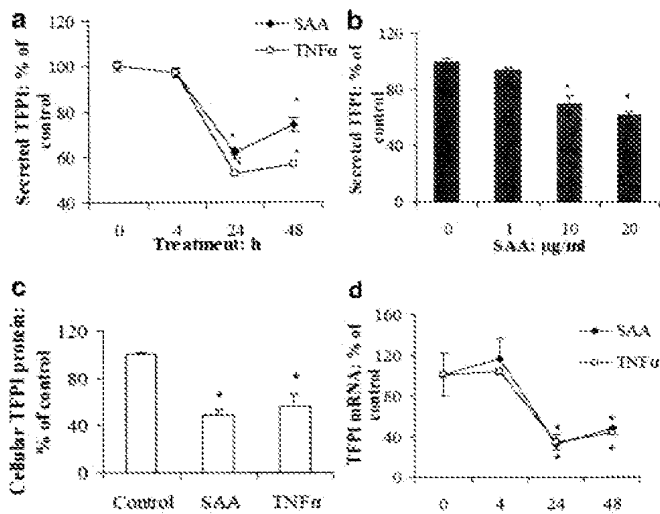 a
Secreted TFPI: % of
control
120
100
80
60
40
0 4 24 48
Treatment: h
SAA
TNFα
b
Secreted TFPI: % of
control
120
80
40
0
0 1 10 20
SAA: µg/ml
c
Cellular TFPI protein:
% of control
120
80
40
0
Control SAA TNFα
d
TFPI mRNA: % of
control
160
120
80
40
0
0 4 24 48
SAA
TNFα